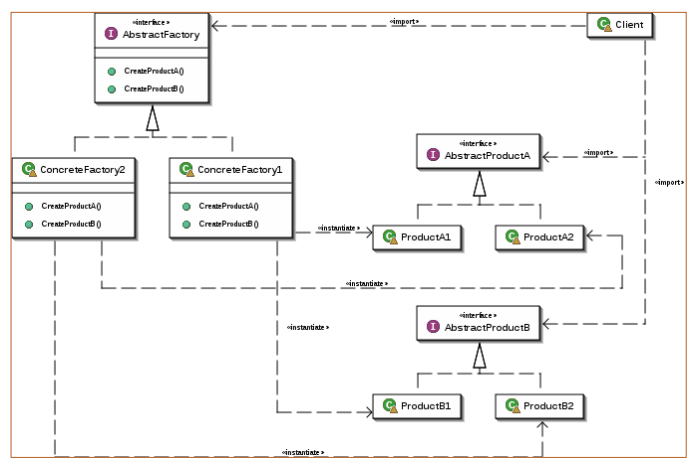 «interface»
AbstractFactory
CreateProductA()
CreateProductB()
«import»
Client
ConcreteFactory2
CreateProductA()
CreateProductB()
ConcreteFactory1
CreateProductA()
CreateProductB()
«interface»
AbstractProductA
«import»
«import»
«instantiate»
ProductA1
ProductA2
«instantiate»
«interface»
AbstractProductB
«instantiate»
ProductB1
ProductB2
«instantiate»